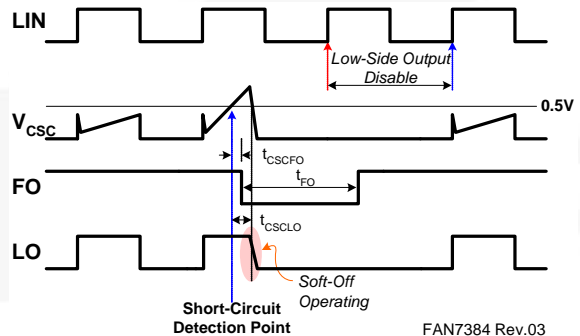 LIN
Low-Side Output
Disable
0.5V
VCSC
tCSCFO
tFO
FO
tCSCLO
LO
Soft-Off
Operating
Short-Circuit
Detection Point
FAN7384 Rev.03